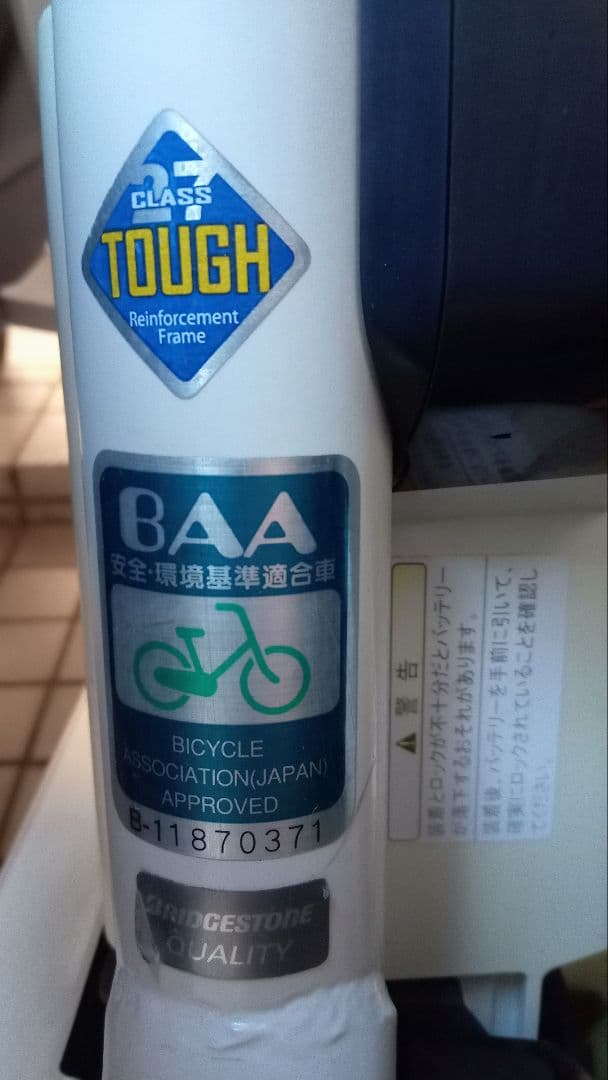 27
CLASS
TOUGH
Reinforcement
Frame
BAA
安全・環境基準適合車
BICYCLE
ASSOCIATION(JAPAN)
APPROVED
B-11870371
BRIDGESTONE
QUALITY
警告
装着とロックが不十分だとバッテリー
が落下するおそれがあります。
装着後、バッテリーを手前に引いて、
確実にロックされていることを確認し
てください。